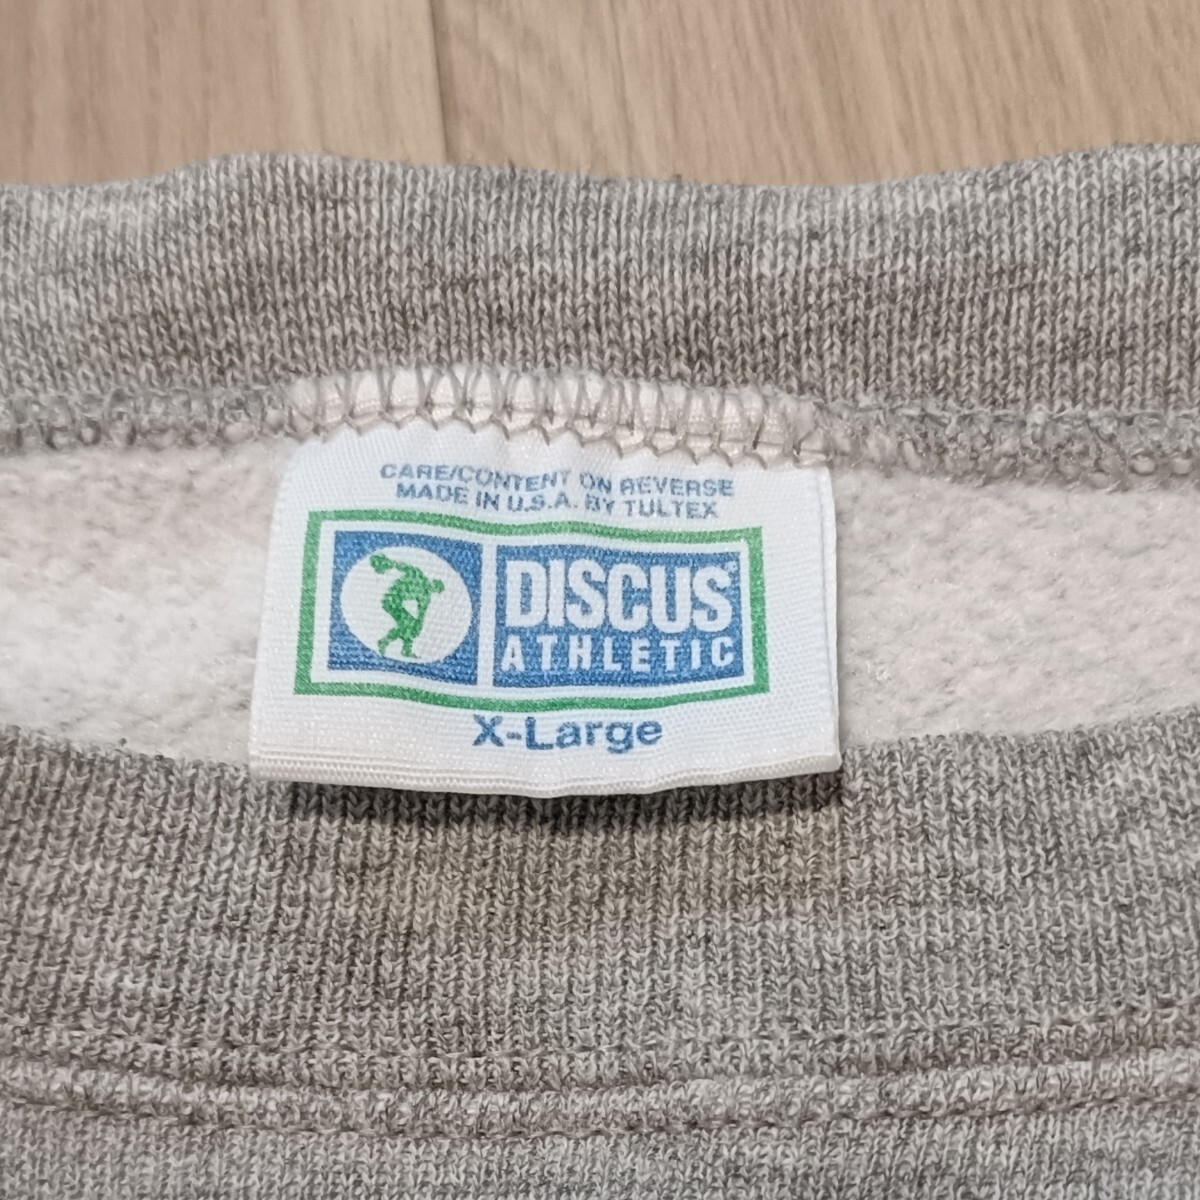 CARE/CONTENT ON REVERSE
MADE IN U.S.A. BY TULTEX
DISCUS
ATHLETIC
X-Large